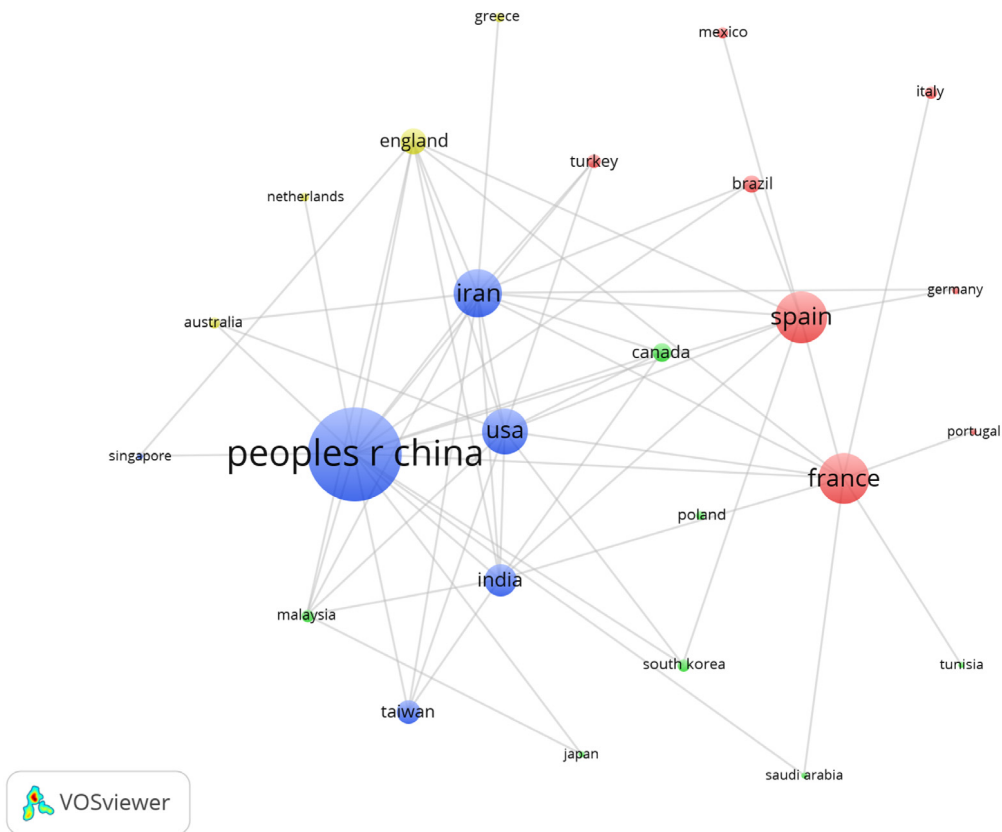 greece
mexico
italy
england
turkey
brazil
netherlands
iran
germany
spain
australia
canada
usa
portugal
peoples r china
singapore
france
poland
india
malaysia
south korea
tunisia
taiwan
japan
saudi arabia
VOSviewer